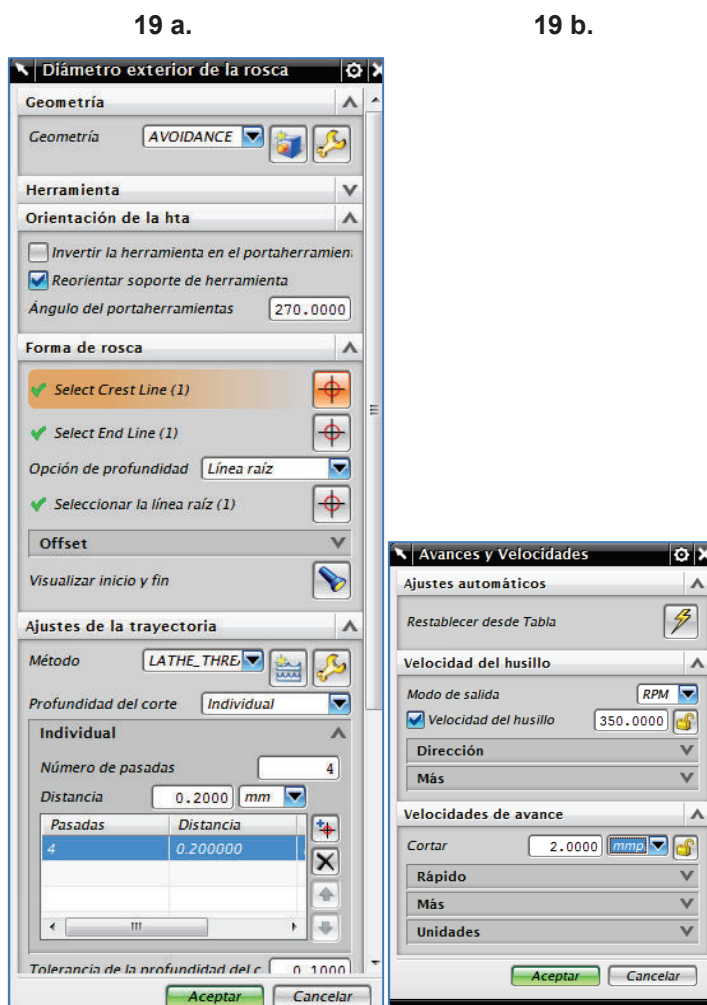 19 a.
19 b.
Diámetro exterior de la rosca
Geometría
Geometría AVOIDANCE
Herramienta
Orientación de la hta
Invertir la herramienta en el portaherramien
Reorientar soporte de herramienta
Ángulo del portaherramientas 270.0000
Forma de rosca
Select Crest Line (1)
Select End Line (1)
Opción de profundidad Línea raíz
Seleccionar la línea raíz (1)
Offset
Visualizar inicio y fin
Ajustes de la trayectoria
Método LATHE_THREA
Profundidad del corte Individual
Individual
Número de pasadas 4
Distancia 0.2000 mm
Pasadas Distancia
4 0.200000
Tolerancia de la profundidad del c 0.1000
Aceptar Cancelar
Avances y Velocidades
Ajustes automáticos
Restablecer desde Tabla
Velocidad del husillo
Modo de salida RPM
Velocidad del husillo 350.0000
Dirección
Más
Velocidades de avance
Cortar 2.0000 mmp
Rápido
Más
Unidades
Aceptar Cancelar